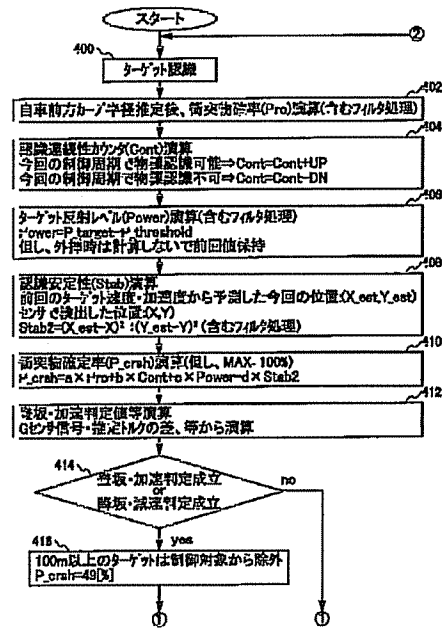 スタート
②
400
ターゲット認識
402
自車前方カーブ半径推定後、衝突物確率(Pro)演算(含むフィルタ処理)
404
認識連続性カウンタ(Cont)演算
今回の制御周期で物標認識可能⇒Cont=Cont+UP
今回の制御周期で物標認識不可⇒Cont=Cont-DN
406
ターゲット反射レベル(Power)演算(含むフィルタ処理)
Power=P_target-P_threshold
但し、外挿時は計算しないで前回値保持
408
認識安定性(Stab)演算
前回のターゲット速度・加速度から予測した今回の位置:(X_est,Y_est)
センサで検出した位置:(X,Y)
Stab2=(X_est-X)²+(Y_est-Y)²(含むフィルタ処理)
410
衝突物確定率(P_crsh)演算(但し、MAX-100%)
P_crsh=a×Pro+b×Cont+c×Power-d×Stab2
412
登坂・加速判定値等演算
Gセンサ信号・推定トルクの差、等から演算
414
登坂・加速判定成立
or
降坂・減速判定成立
no
yes
416
100m以上のターゲットは制御対象から除外
P_crsh=49[%]
①
①